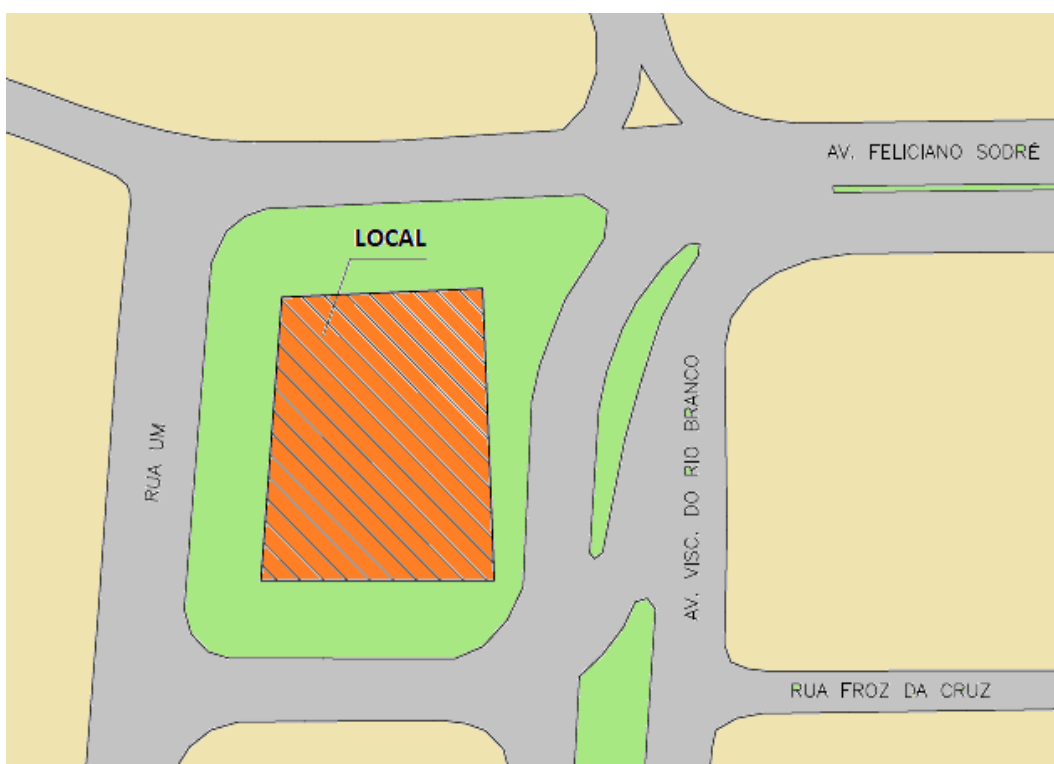 AV. FELICIANO SODRÉ
LOCAL
RUA UM
AV. VISC. DO RIO BRANCO
RUA FROZ DA CRUZ